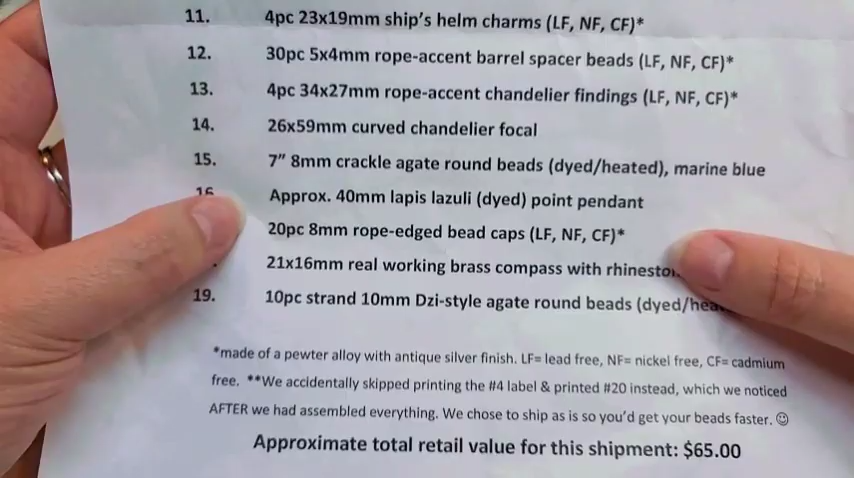 11. 4pc 23x19mm ship's helm charms (LF, NF, CF)*
12. 30pc 5x4mm rope-accent barrel spacer beads (LF, NF, CF)*
13. 4pc 34x27mm rope-accent chandelier findings (LF, NF, CF)*
14. 26x59mm curved chandelier focal
15. 7” 8mm crackle agate round beads (dyed/heated), marine blue
16 Approx. 40mm lapis lazuli (dyed) point pendant
20pc 8mm rope-edged bead caps (LF, NF, CF)*
21x16mm real working brass compass with
19. 10pc strand 10mm Dzi-style agate round beads
*made of a pewter alloy with antique silver finish. LF= lead free, NF= nickel free, CF= cadmium
free. **We accidentally skipped printing the #4 label & printed #20 instead, which we noticed
AFTER we had assembled everything. We chose to ship as is so you'd get your beads faster. ☺
Approximate total retail value for this shipment: $65.00